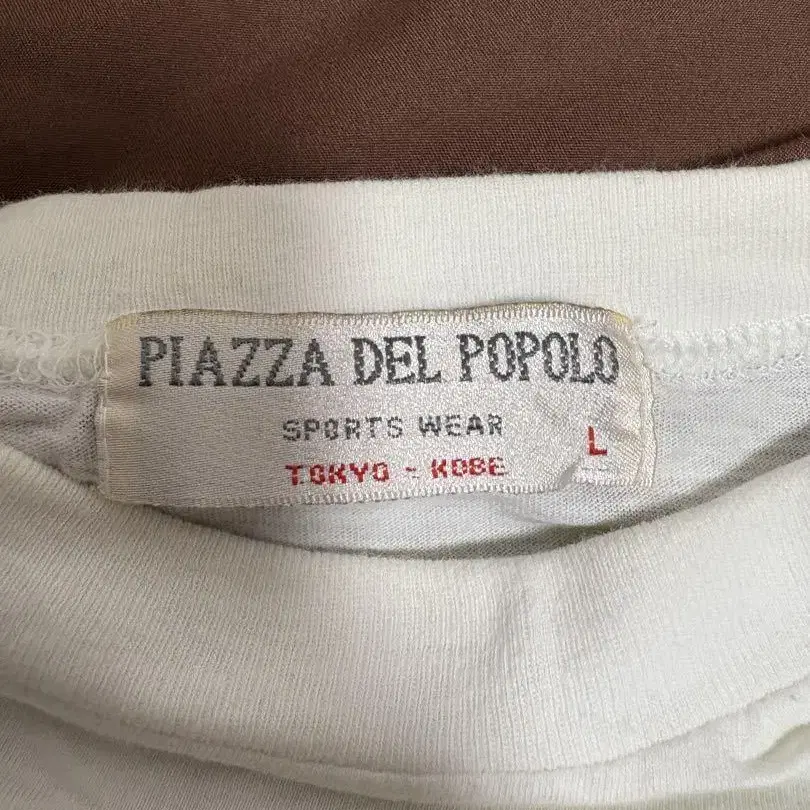 PIAZZA DEL POPOLO
SPORTS WEAR
L
TOKYO - KOBE